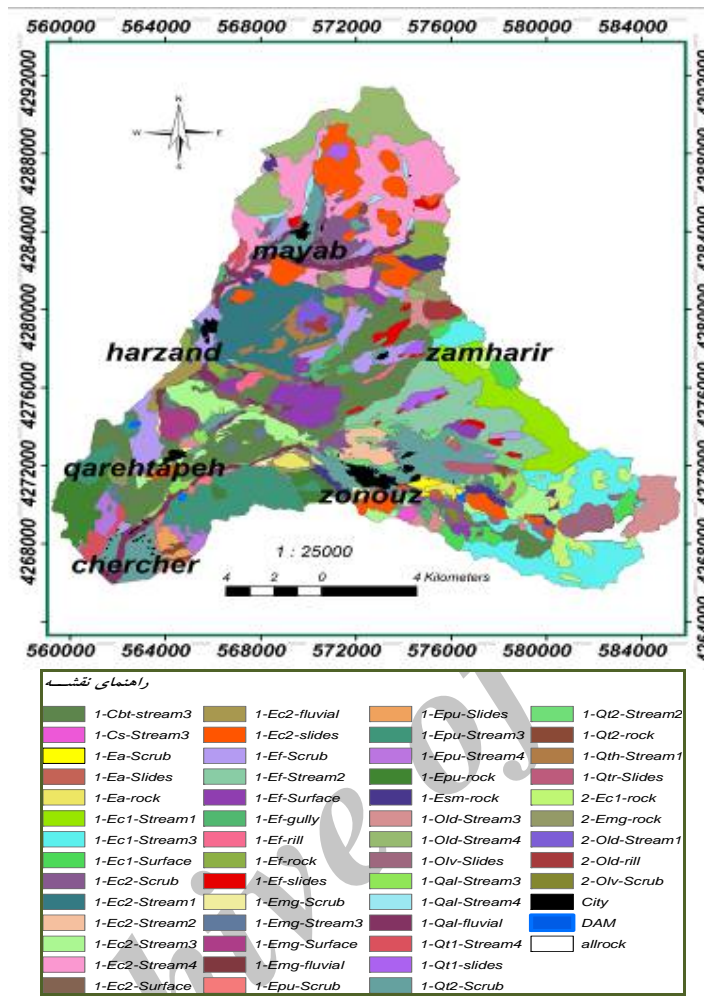 560000 564000 568000 572000 576000 580000 584000
4292000 4292000
4288000 4288000
4284000 4284000
4280000 4280000
4276000 4276000
4272000 4272000
4268000 4268000
4264000 4264000
N
W E
S
mayab
harzand
zamharir
qarehtapeh
zonouz
chercher
1 : 25000
4 2 0 4 Kilometers
560000 564000 568000 572000 576000 580000 584000
راهنمای نقشـــه
1-Cbt-stream3
1-Cs-Stream3
1-Ea-Scrub
1-Ea-Slides
1-Ea-rock
1-Ec1-Stream1
1-Ec1-Stream3
1-Ec1-Surface
1-Ec2-Scrub
1-Ec2-Stream1
1-Ec2-Stream2
1-Ec2-Stream3
1-Ec2-Stream4
1-Ec2-Surface
1-Ec2-fluvial
1-Ec2-slides
1-Ef-Scrub
1-Ef-Stream2
1-Ef-Surface
1-Ef-gully
1-Ef-rill
1-Ef-rock
1-Ef-slides
1-Emg-Scrub
1-Emg-Stream3
1-Emg-Surface
1-Emg-fluvial
1-Epu-Scrub
1-Epu-Slides
1-Epu-Stream3
1-Epu-Stream4
1-Epu-rock
1-Esm-rock
1-Old-Stream3
1-Old-Stream4
1-Olv-Slides
1-Qal-Stream3
1-Qal-Stream4
1-Qal-fluvial
1-Qt1-Stream4
1-Qt1-slides
1-Qt2-Scrub
1-Qt2-Stream2
1-Qt2-rock
1-Qth-Stream1
1-Qtr-Slides
2-Ec1-rock
2-Emg-rock
2-Old-Stream1
2-Old-rill
2-Olv-Scrub
City
DAM
allrock